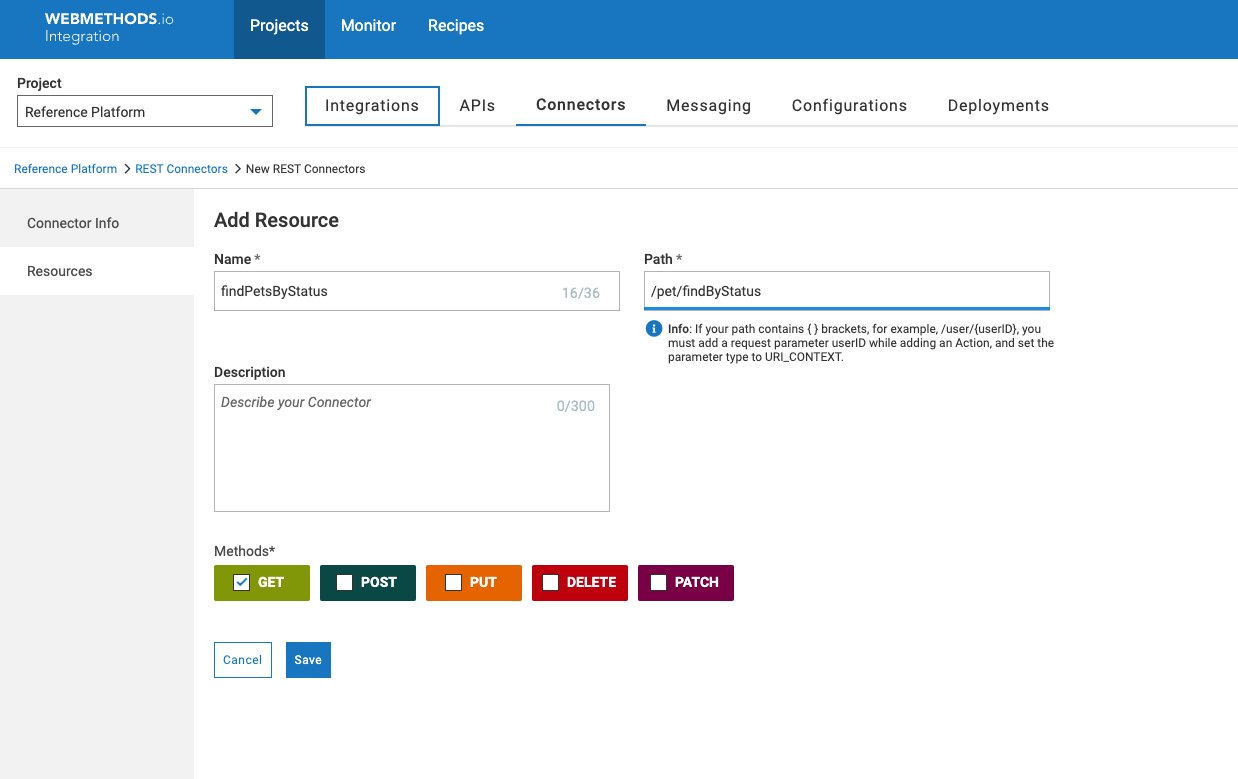 WEBMETHODS.io
Integration
Projects
Monitor
Recipes
Project
Reference Platform
Integrations
APIs
Connectors
Messaging
Configurations
Deployments
Reference Platform > REST Connectors > New REST Connectors
Connector Info
Resources
Add Resource
Name *
findPetsByStatus
16/36
Path *
/pet/findByStatus
Info: If your path contains { } brackets, for example, /user/{userID}, you
must add a request parameter userID while adding an Action, and set the
parameter type to URI_CONTEXT.
Description
Describe your Connector
0/300
Methods*
GET
POST
PUT
DELETE
PATCH
Cancel
Save